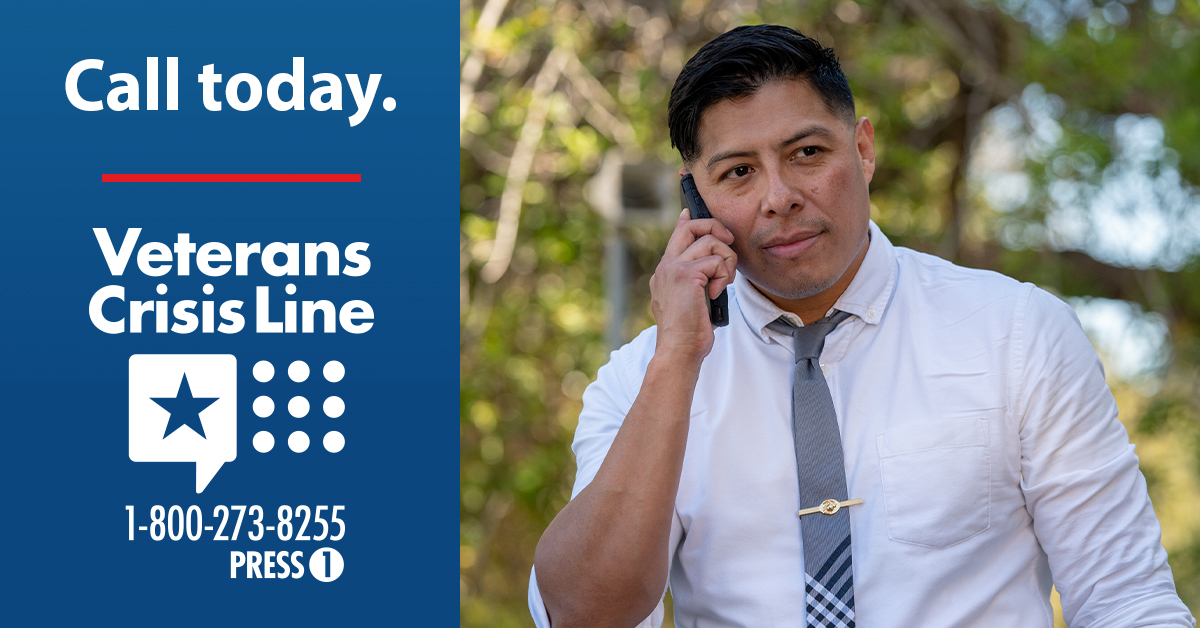 Call today.
Veterans
Crisis Line
1-800-273-8255
PRESS 1